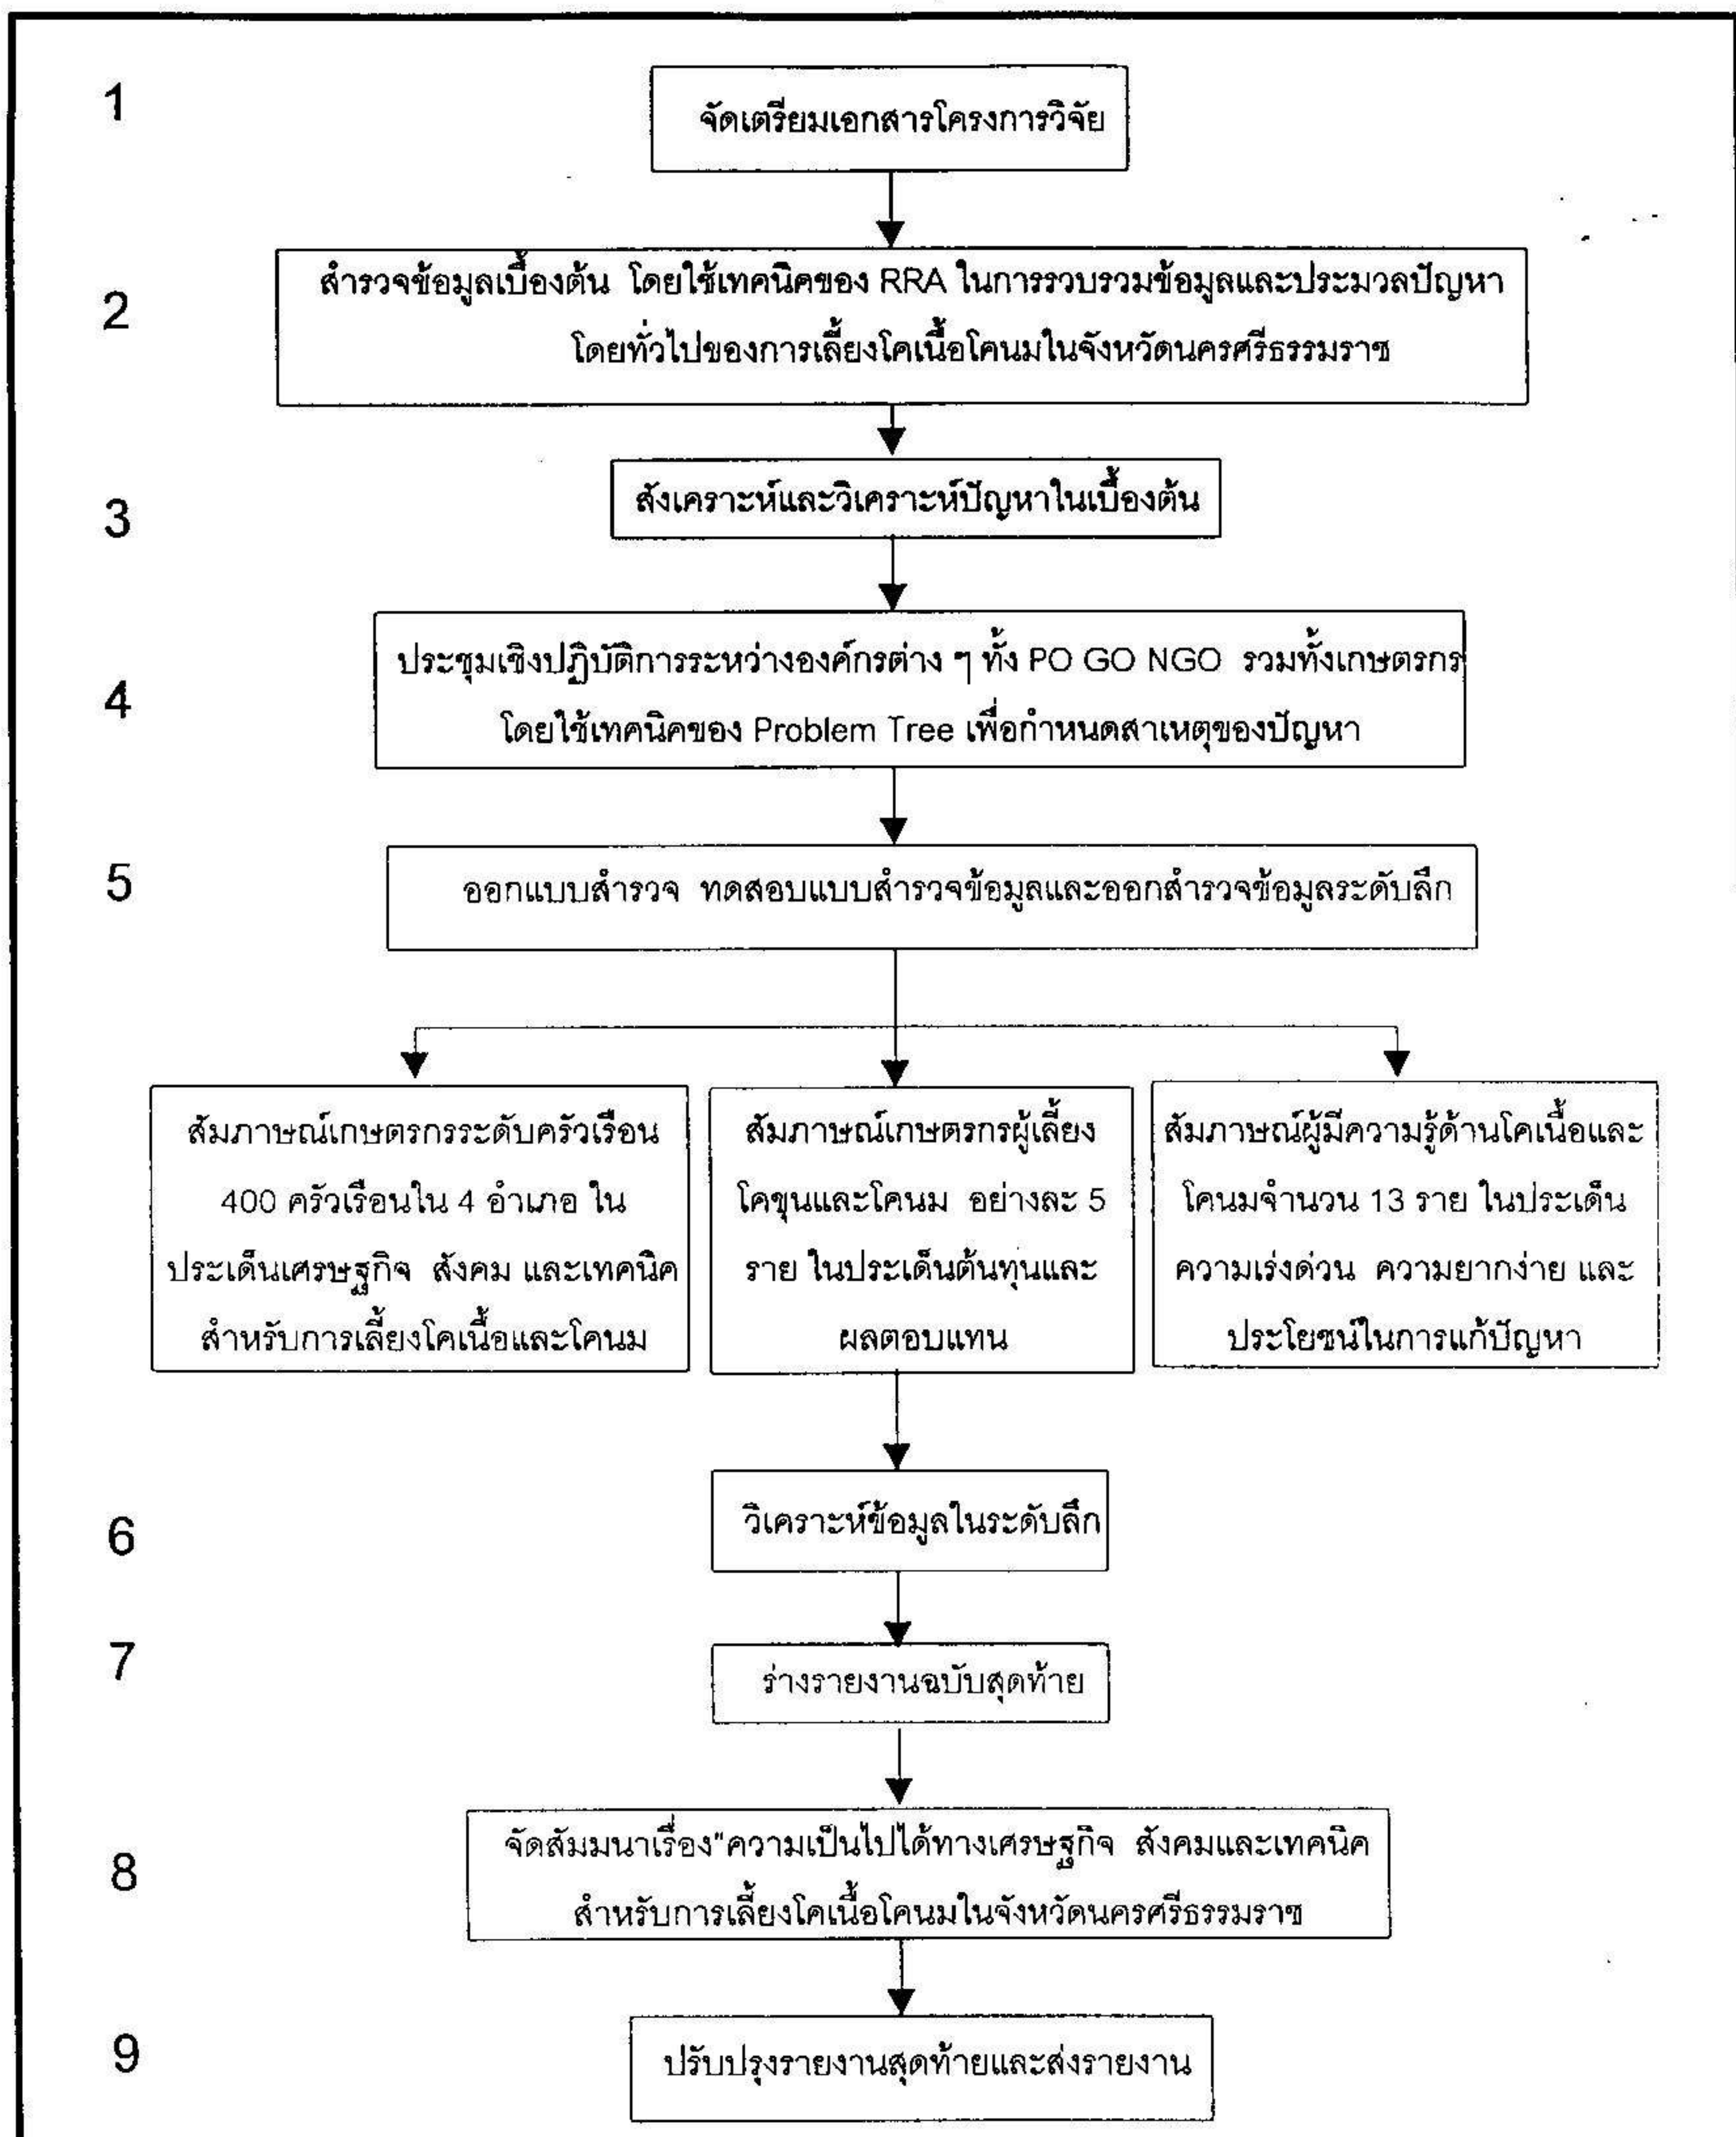 1
จัดเตรียมเอกสารโครงการวิจัย
2
สำรวจข้อมูลเบื้องต้น โดยใช้เทคนิคของ RRA ในการรวบรวมข้อมูลและประมวลปัญหา
โดยทั่วไปของการเลี้ยงโคเนื้อโคนมในจังหวัดนครศรีธรรมราช
3
สังเคราะห์และวิเคราะห์ปัญหาในเบื้องต้น
4
ประชุมเชิงปฏิบัติการระหว่างองค์กรต่าง ๆ ทั้ง PO GO NGO รวมทั้งเกษตรกร
โดยใช้เทคนิคของ Problem Tree เพื่อกำหนดสาเหตุของปัญหา
5
ออกแบบสำรวจ ทดสอบแบบสำรวจข้อมูลและออกสำรวจข้อมูลระดับลึก
สัมภาษณ์เกษตรกรระดับครัวเรือน
400 ครัวเรือนใน 4 อำเภอ ใน
ประเด็นเศรษฐกิจ สังคม และเทคนิค
สำหรับการเลี้ยงโคเนื้อและโคนม
สัมภาษณ์เกษตรกรผู้เลี้ยง
โคขุนและโคนม อย่างละ 5
ราย ในประเด็นต้นทุนและ
ผลตอบแทน
สัมภาษณ์ผู้มีความรู้ด้านโคเนื้อและ
โคนมจำนวน 13 ราย ในประเด็น
ความเร่งด่วน ความยากง่าย และ
ประโยชน์ในการแก้ปัญหา
6
วิเคราะห์ข้อมูลในระดับลึก
7
ร่างรายงานฉบับสุดท้าย
8
จัดสัมมนาเรื่อง"ความเป็นไปได้ทางเศรษฐกิจ สังคมและเทคนิค
สำหรับการเลี้ยงโคเนื้อโคนมในจังหวัดนครศรีธรรมราช
9
ปรับปรุงรายงานสุดท้ายและส่งรายงาน